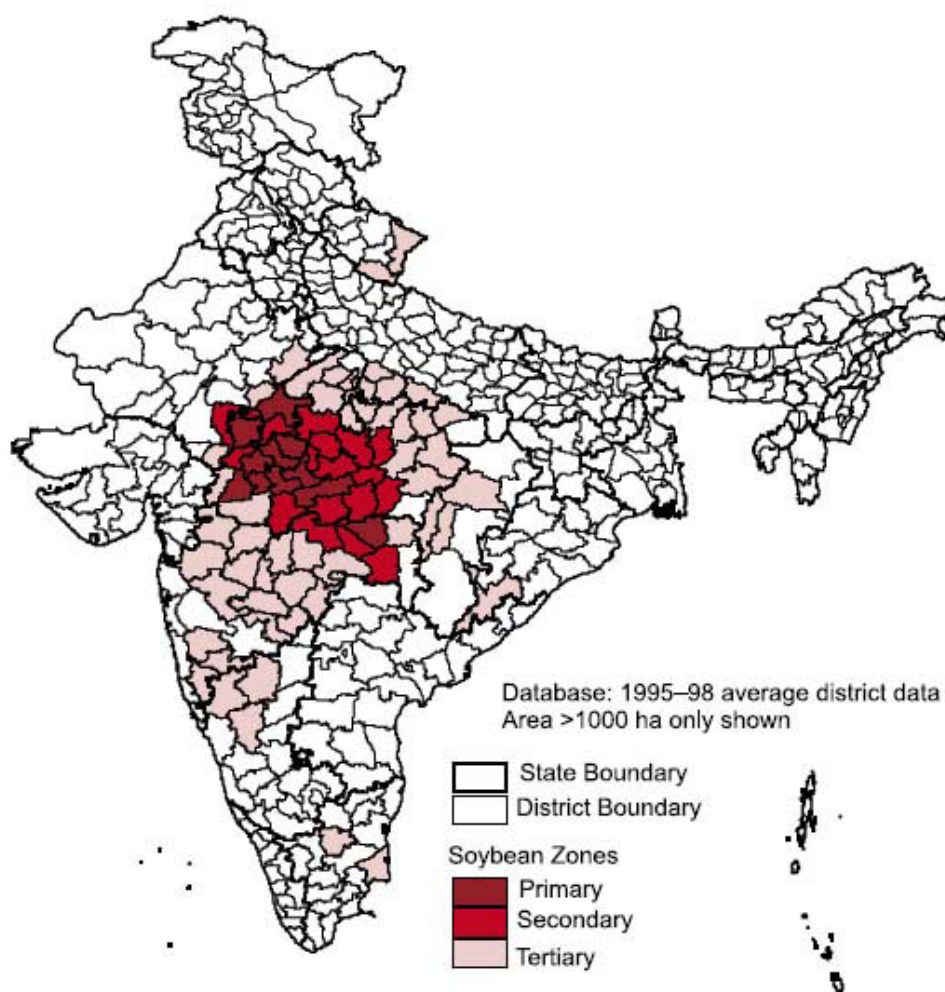 Database: 1995–98 average district data
Area >1000 ha only shown
State Boundary
District Boundary
Soybean Zones
Primary
Secondary
Tertiary